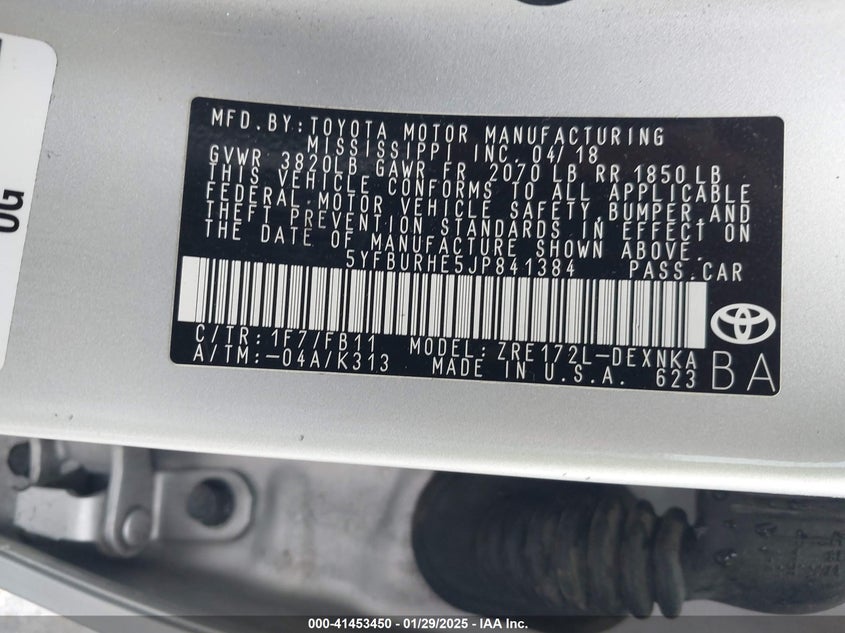 MFD.BY:TOYOTA MOTOR MANUFACTURING
MISSISSIPPI INC. 04/18
GVWR 3820LB GAWR FR 2070 LB RR 1850 LB
THIS VEHICLE CONFORMS TO ALL APPLICABLE
FEDERAL MOTOR VEHICLE SAFETY,BUMPER,AND
THEFT PREVENTION STANDARDS IN EFFECT ON
THE DATE OF MANUFACTURE SHOWN ABOVE.
5YFBURHE5JP841384 PASS.CAR
C/TR:1F7/FB11 MODEL:ZRE172L-DEXNKA
A/TM:-04A/K313 MADE IN U.S.A. 623
BA
000-41453450 - 01/29/2025 - IAA Inc.